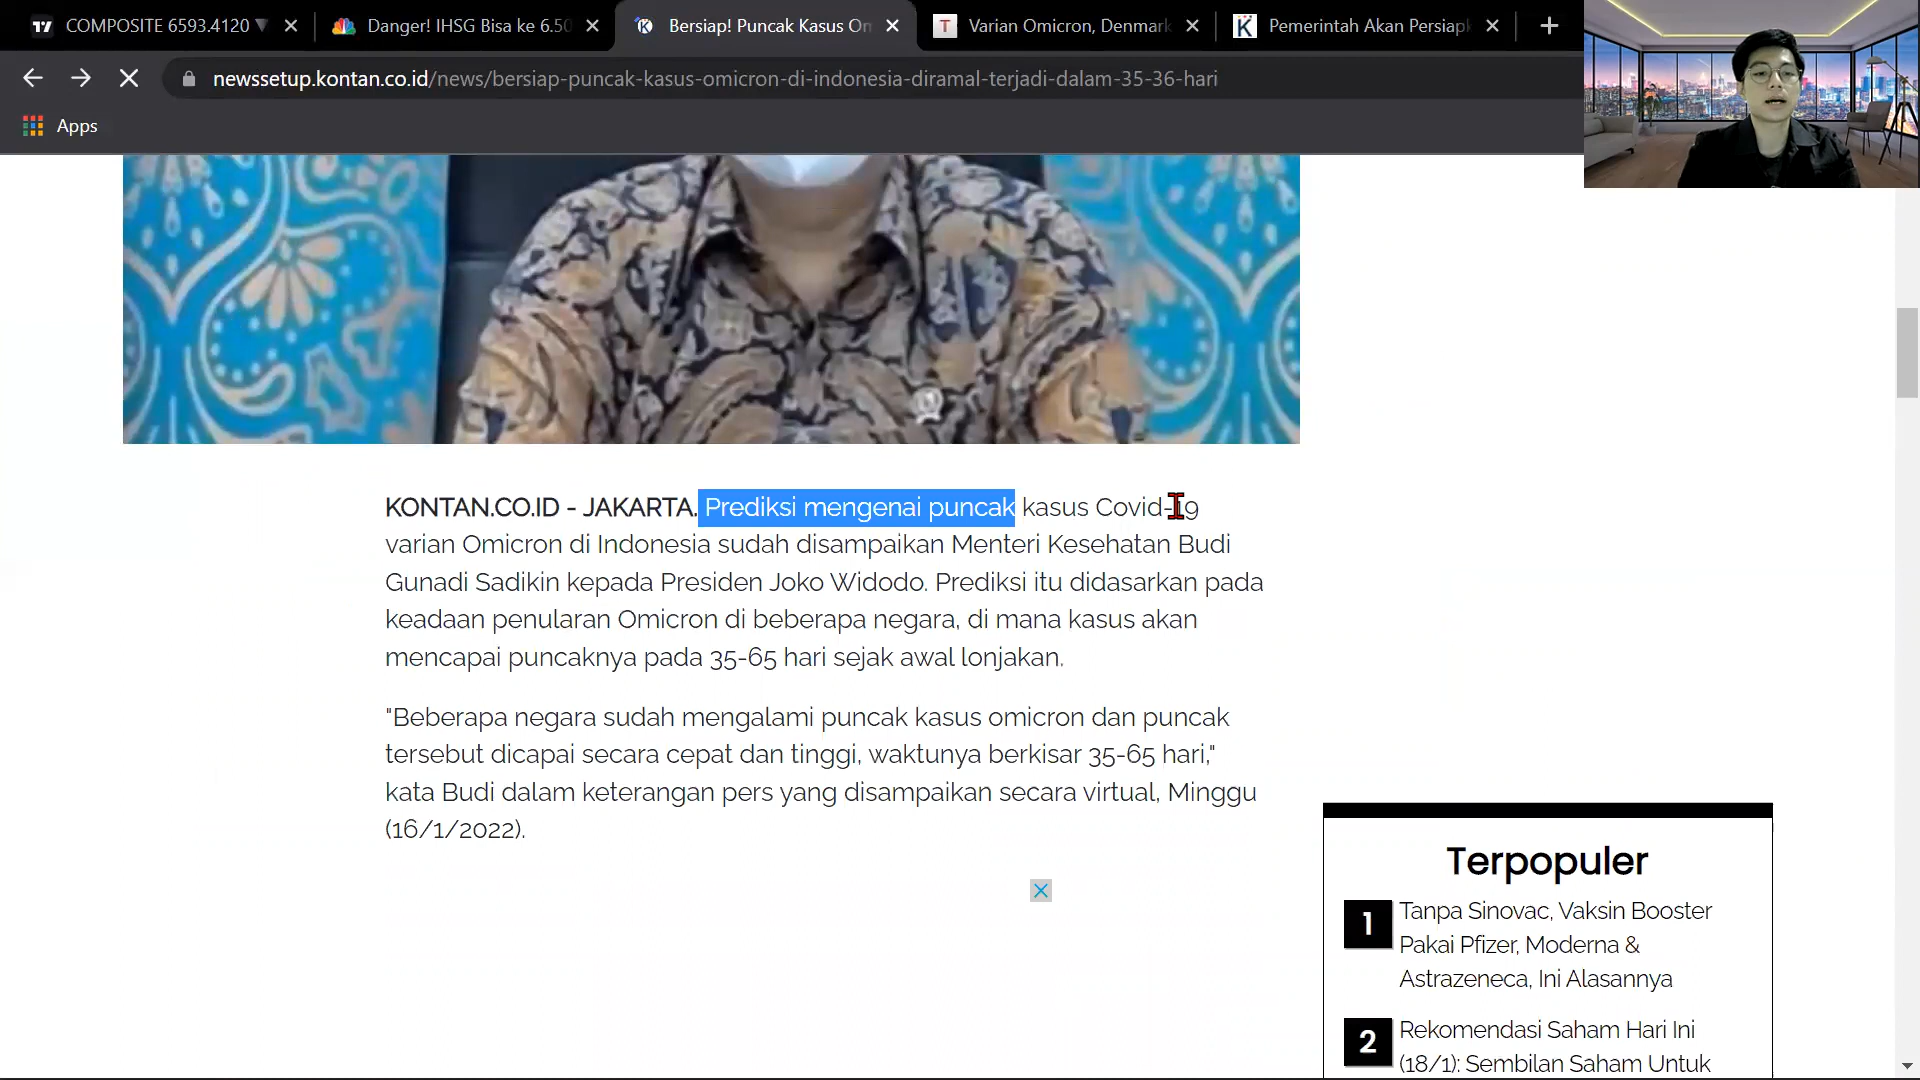 COMPOSITE 6593.4120 ▼
Danger! IHSG Bisa ke 6.50
Bersiap! Puncak Kasus Om
Varian Omicron, Denmark
Pemerintah Akan Persiapk
newssetup.kontan.co.id/news/bersiap-puncak-kasus-omicron-di-indonesia-diramal-terjadi-dalam-35-36-hari
Apps
KONTAN.CO.ID - JAKARTA. Prediksi mengenai puncak kasus Covid-19
varian Omicron di Indonesia sudah disampaikan Menteri Kesehatan Budi
Gunadi Sadikin kepada Presiden Joko Widodo. Prediksi itu didasarkan pada
keadaan penularan Omicron di beberapa negara, di mana kasus akan
mencapai puncaknya pada 35-65 hari sejak awal lonjakan.
"Beberapa negara sudah mengalami puncak kasus omicron dan puncak
tersebut dicapai secara cepat dan tinggi, waktunya berkisar 35-65 hari,"
kata Budi dalam keterangan pers yang disampaikan secara virtual, Minggu
(16/1/2022).
Terpopuler
1
Tanpa Sinovac, Vaksin Booster
Pakai Pfizer, Moderna &
Astrazeneca, Ini Alasannya
2
Rekomendasi Saham Hari Ini
(18/1): Sembilan Saham Untuk